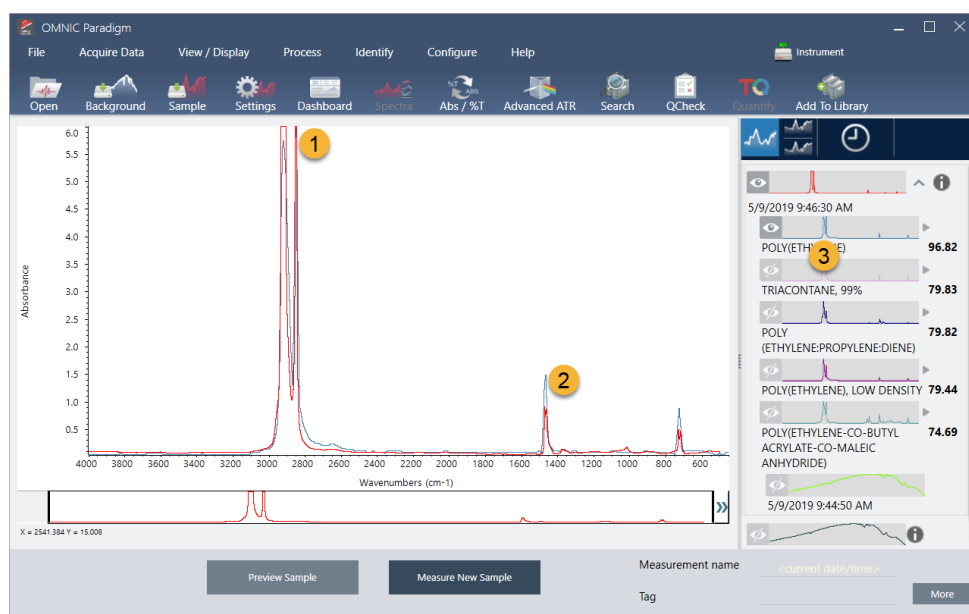 OMNIC Paradigm
File Acquire Data View / Display Process Identify Configure Help Instrument
%T ABS TQ
Open Background Sample Settings Dashboard Spectra Abs / %T Advanced ATR Search QCheck Quantify Add To Library
6.0
5.5
5.0
4.5
4.0
3.5
3.0
2.5
2.0
1.5
1.0
0.5
Absorbance
1
2
4000 3800 3600 3400 3200 3000 2800 2600 2400 2200 2000 1800 1600 1400 1200 1000 800 600
Wavenumbers (cm-1)
»
X = 2541.384 Y = 15.008
5/9/2019 9:46:30 AM
3
96.82
TRIACONTANE, 99% 79.83
POLY 79.82
(ETHYLENE:PROPYLENE:DIENE)
POLY(ETHYLENE), LOW DENSITY 79.44
POLY(ETHYLENE-CO-BUTYL 74.69
ACRYLATE-CO-MALEIC
ANHYDRIDE)
5/9/2019 9:44:50 AM
Preview Sample Measure New Sample
Measurement name <current date/time>
Tag
More